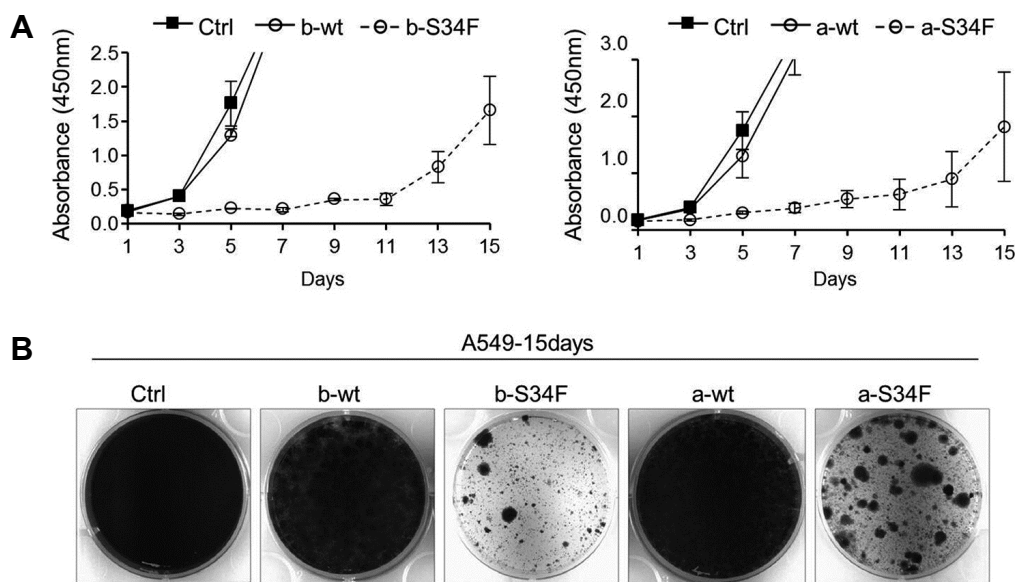 A
Ctrl b-wt b-S34F
Absorbance (450nm)
2.5
2.0
1.5
1.0
0.5
0.0
1 3 5 7 9 11 13 15
Days
Ctrl a-wt a-S34F
Absorbance (450nm)
3.0
2.0
1.0
0.0
1 3 5 7 9 11 13 15
Days
B
A549-15days
Ctrl b-wt b-S34F a-wt a-S34F